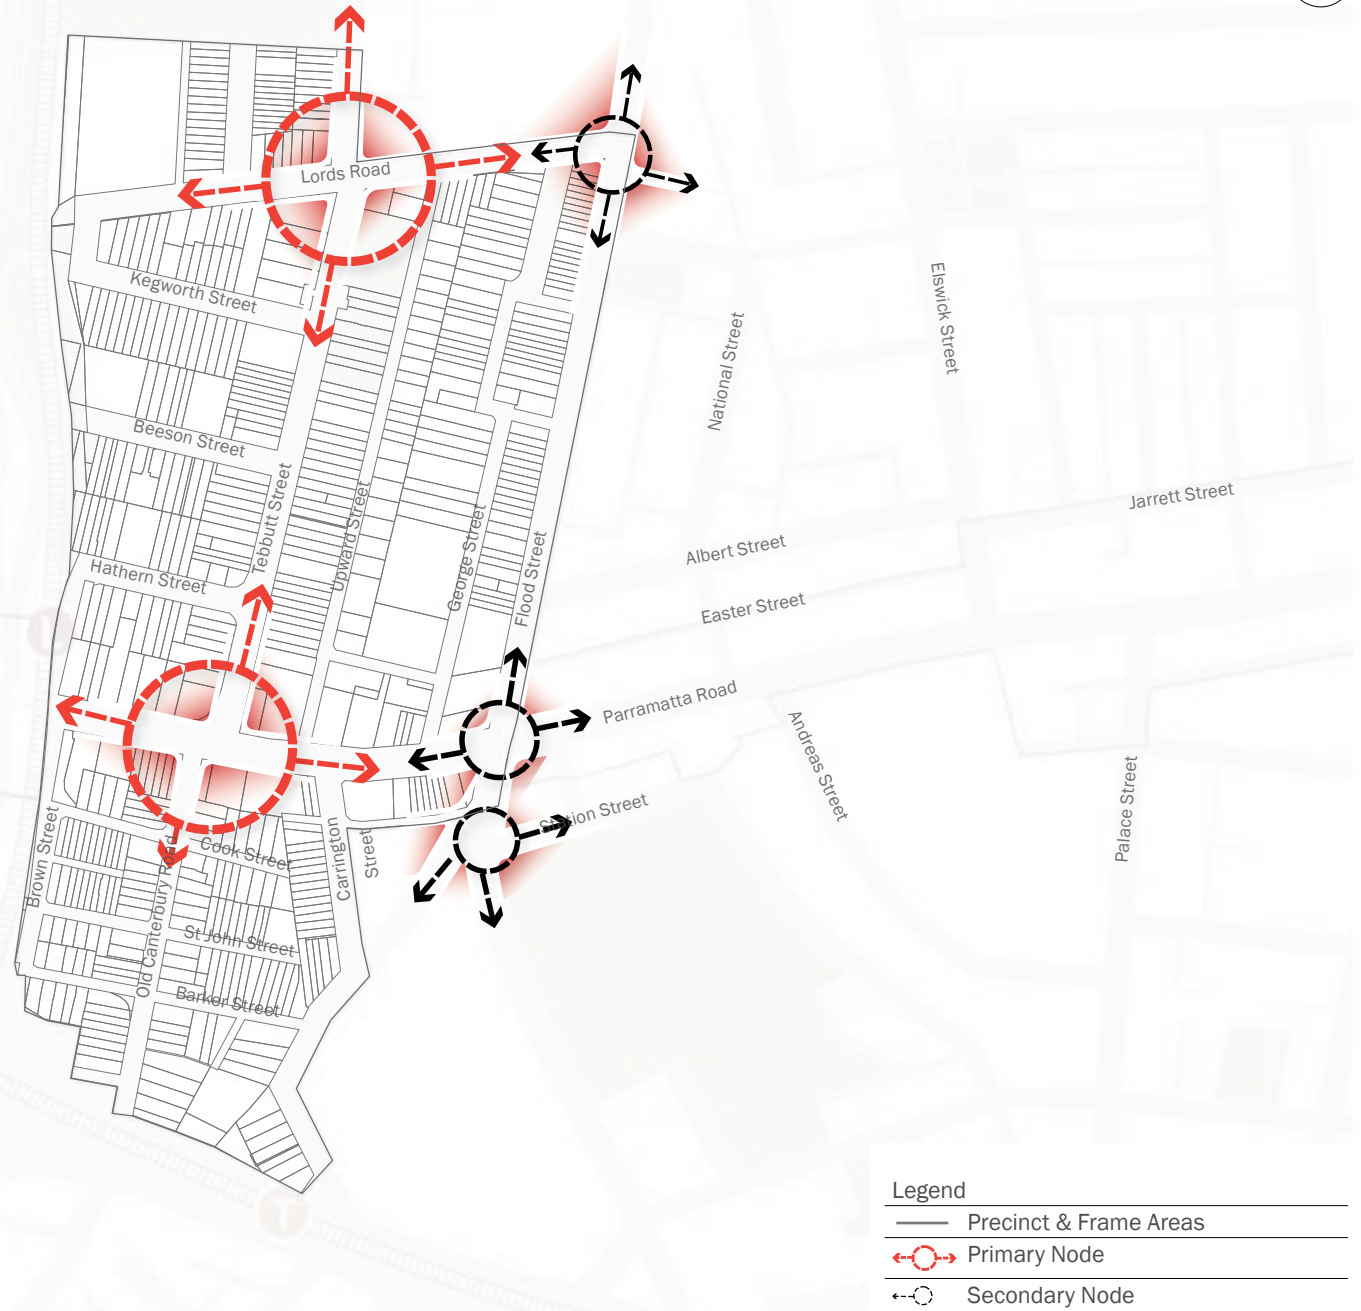 Lords Road
Kegworth Street
Elswick Street
National Street
Beeson Street
Tebbutt Street
Upward Street
George Street
Flood Street
Jarrett Street
Albert Street
Hathern Street
Easter Street
Parramatta Road
Andreas Street
Palace Street
Station Street
Brown Street
Cook Street
Carrington
Street
Old Canterbury Road
St John Street
Barker Street
T
Legend
Precinct & Frame Areas
Primary Node
Secondary Node